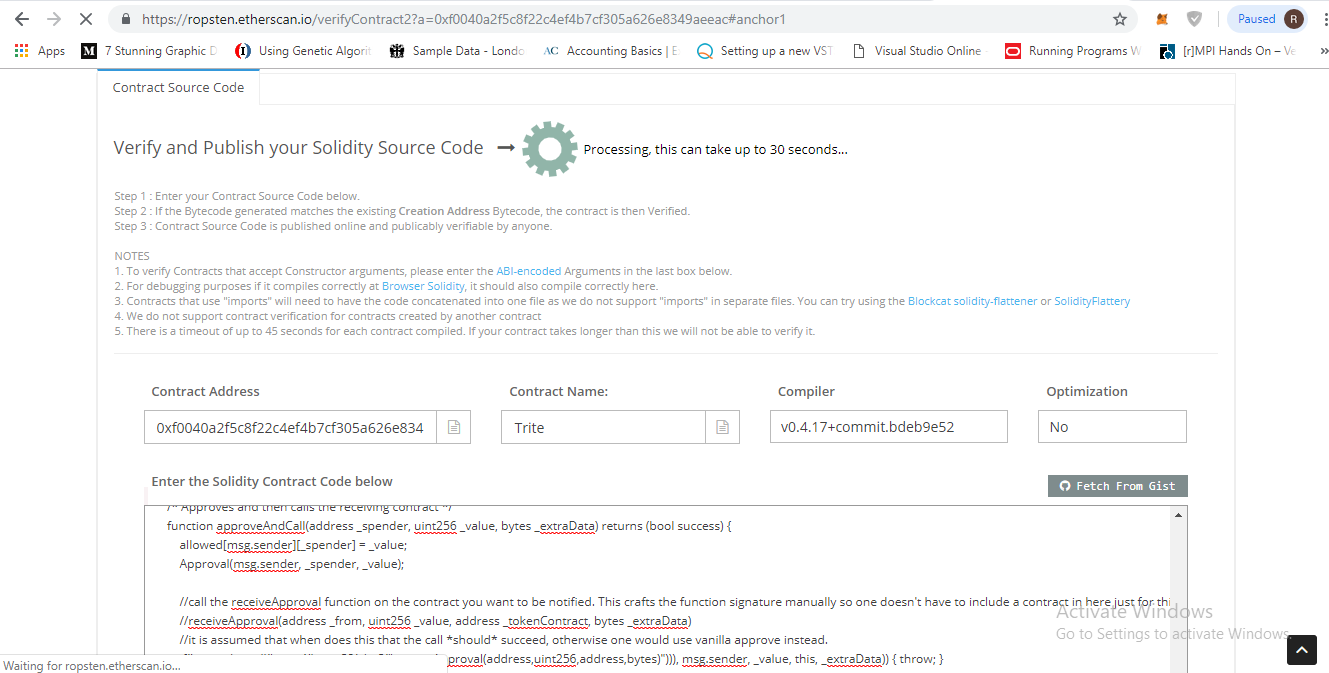 https://ropsten.etherscan.io/verifyContract2?a=0xf0040a2f5c8f22c4ef4b7cf305a626e8349aeeac#anchor1
Paused R
Apps M 7 Stunning Graphic D Using Genetic Algorit Sample Data - Londo AC Accounting Basics | E Setting up a new VST Visual Studio Online Running Programs W [r]MPI Hands On – Ve »
Contract Source Code
Verify and Publish your Solidity Source Code Processing, this can take up to 30 seconds...
Step 1 : Enter your Contract Source Code below.
Step 2 : If the Bytecode generated matches the existing Creation Address Bytecode, the contract is then Verified.
Step 3 : Contract Source Code is published online and publicably verifiable by anyone.
NOTES
1. To verify Contracts that accept Constructor arguments, please enter the ABI-encoded Arguments in the last box below.
2. For debugging purposes if it compiles correctly at Browser Solidity, it should also compile correctly here.
3. Contracts that use "imports" will need to have the code concatenated into one file as we do not support "imports" in separate files. You can try using the Blockcat solidity-flattener or SolidityFlattery
4. We do not support contract verification for contracts created by another contract
5. There is a timeout of up to 45 seconds for each contract compiled. If your contract takes longer than this we will not be able to verify it.
Contract Address Contract Name: Compiler Optimization
0xf0040a2f5c8f22c4ef4b7cf305a626e834 Trite v0.4.17+commit.bdeb9e52 No
Enter the Solidity Contract Code below Fetch From Gist
/* Approves and then calls the receiving contract */
function approveAndCall(address _spender, uint256 _value, bytes _extraData) returns (bool success) {
allowed[msg.sender][_spender] = _value;
Approval(msg.sender, _spender, _value);
//call the receiveApproval function on the contract you want to be notified. This crafts the function signature manually so one doesn't have to include a contract in here just for thi
//receiveApproval(address _from, uint256 _value, address _tokenContract, bytes _extraData)
//it is assumed that when does this that the call *should* succeed, otherwise one would use vanilla approve instead.
proval(address,uint256,address,bytes)"))), msg.sender, _value, this, _extraData)) { throw; }
Activate Windows
Go to Settings to activate Windows.
Waiting for ropsten.etherscan.io...